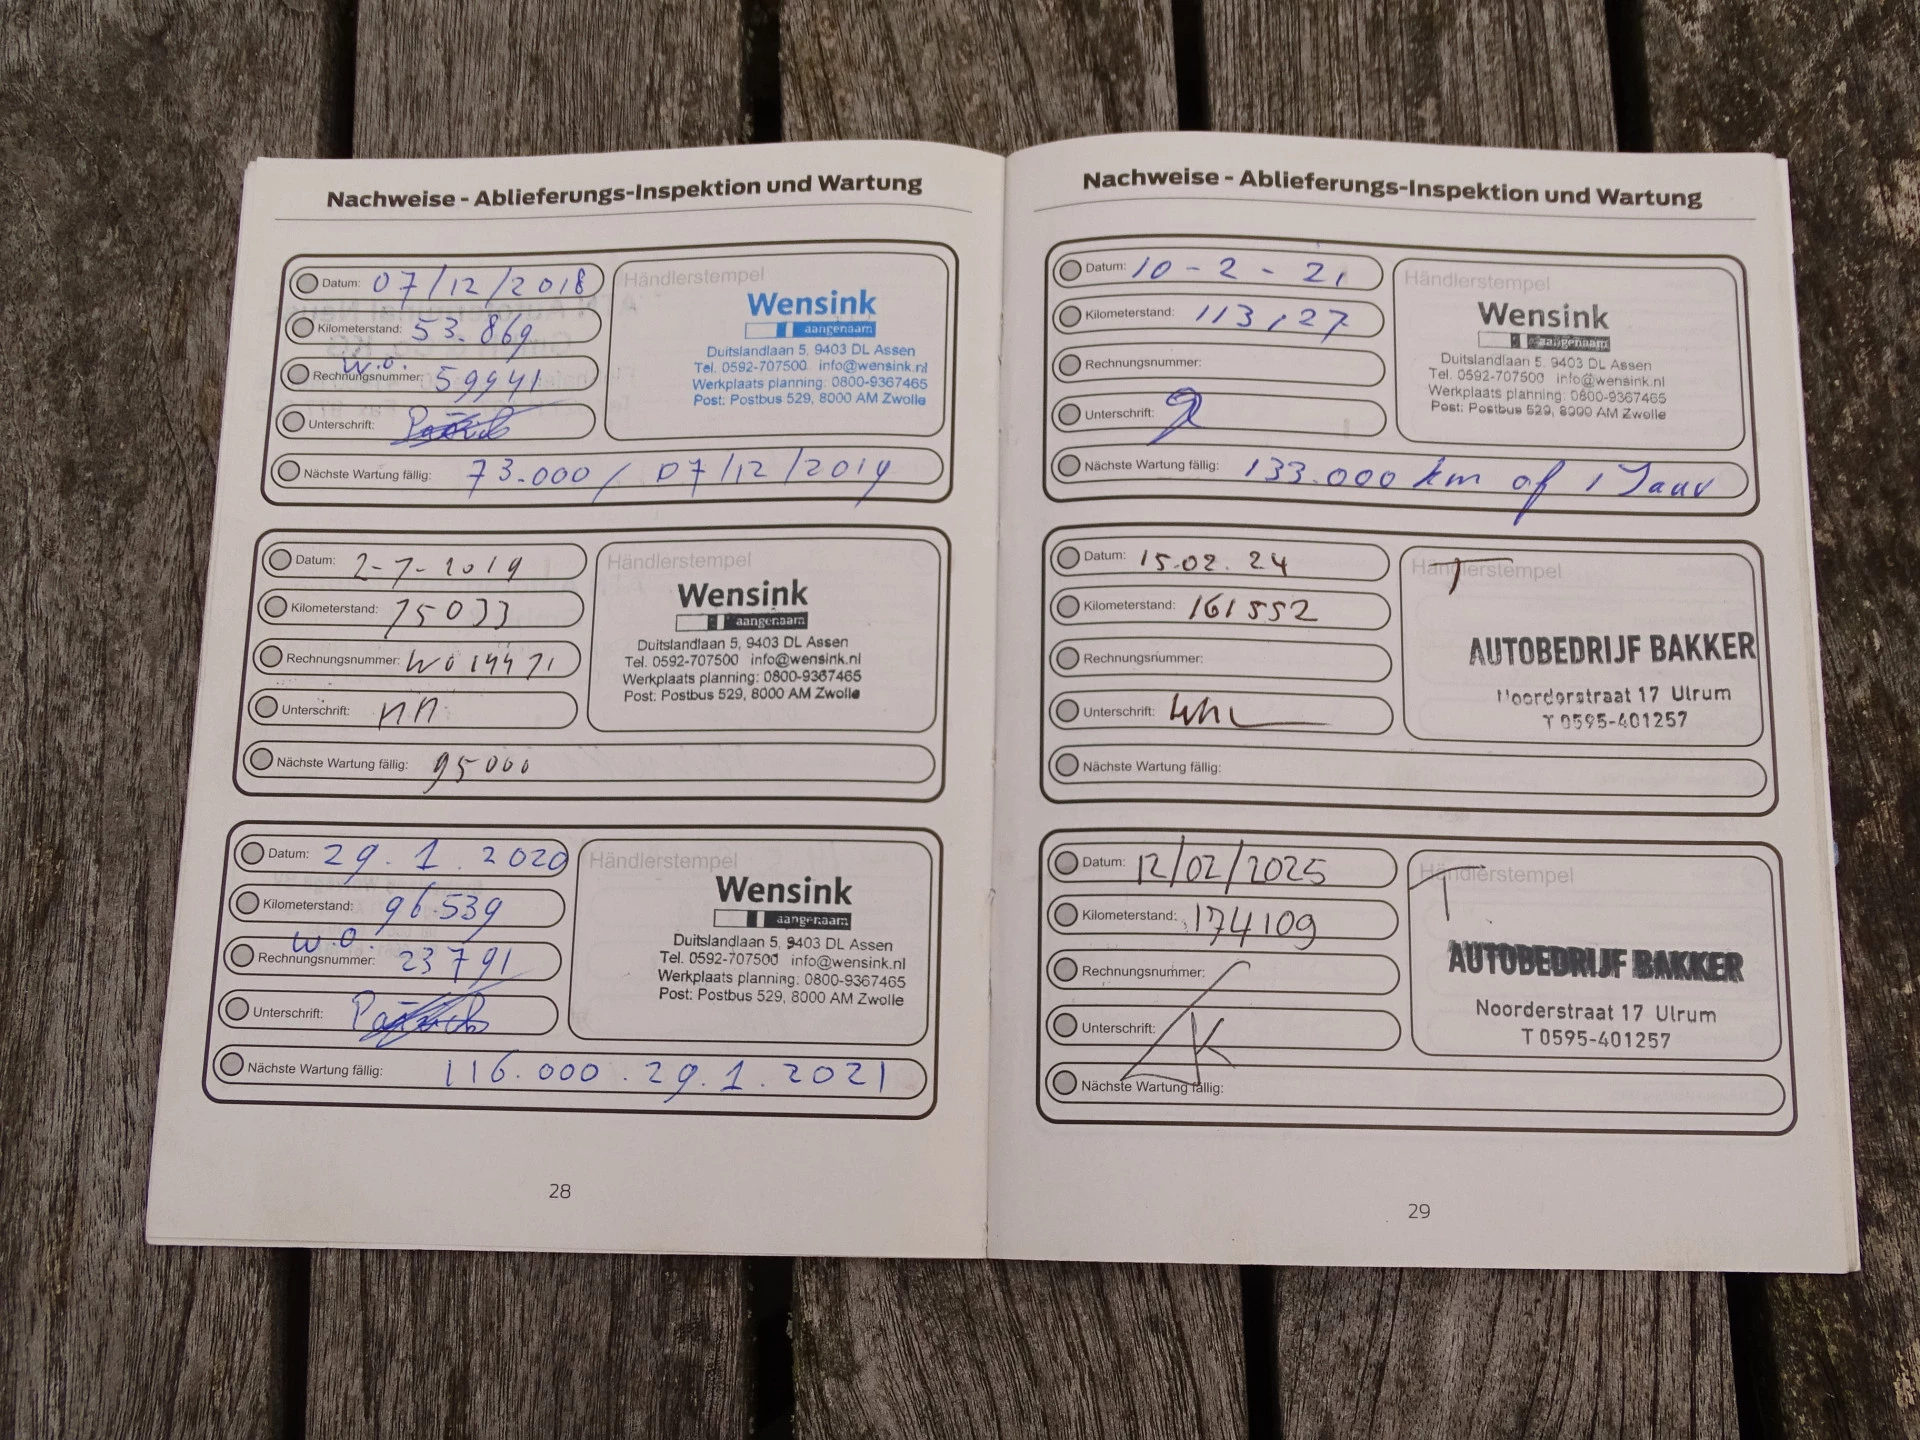 Nachweise - Ablieferungs-Inspektion und Wartung
Datum: 07/12/2018
Kilometerstand: 53.869
w.o.
Rechnungsnummer: 59941
Unterschrift:
Nächste Wartung fällig: 73.000 / 07/12/2019
Händlerstempel
Wensink
aangenaam
Duitslandlaan 5, 9403 DL Assen
Tel. 0592-707500 info@wensink.nl
Werkplaats planning: 0800-9367465
Post: Postbus 529, 8000 AM Zwolle
Datum: 2-7-2019
Kilometerstand: 75033
Rechnungsnummer: WO
Unterschrift:
Nächste Wartung fällig: 95000
Händlerstempel
Wensink
aangenaam
Duitslandlaan 5, 9403 DL Assen
Tel. 0592-707500 info@wensink.nl
Werkplaats planning: 0800-9367465
Post: Postbus 529, 8000 AM Zwolle
Datum: 29.1.2020
Kilometerstand: 96.539
w.o.
Rechnungsnummer: 23791
Unterschrift:
Nächste Wartung fällig: 116.000 . 29.1.2021
Händlerstempel
Wensink
aangenaam
Duitslandlaan 5, 9403 DL Assen
Tel. 0592-707500 info@wensink.nl
Werkplaats planning: 0800-9367465
Post: Postbus 529, 8000 AM Zwolle
28
Nachweise - Ablieferungs-Inspektion und Wartung
Datum: 10-2-21
Kilometerstand: 113127
Rechnungsnummer:
Unterschrift:
Nächste Wartung fällig: 133.000 km of 1 Jaar
Händlerstempel
Wensink
aangenaam
Duitslandlaan 5, 9403 DL Assen
Tel. 0592-707500 info@wensink.nl
Werkplaats planning: 0800-9367465
Post: Postbus 529, 8000 AM Zwolle
Datum: 15.02.24
Kilometerstand: 161552
Rechnungsnummer:
Unterschrift:
Nächste Wartung fällig:
Händlerstempel
AUTOBEDRIJF BAKKER
Noorderstraat 17 Ulrum
T 0595-401257
Datum: 12/02/2025
Kilometerstand: 174109
Rechnungsnummer:
Unterschrift:
Nächste Wartung fällig:
Händlerstempel
AUTOBEDRIJF BAKKER
Noorderstraat 17 Ulrum
T 0595-401257
29